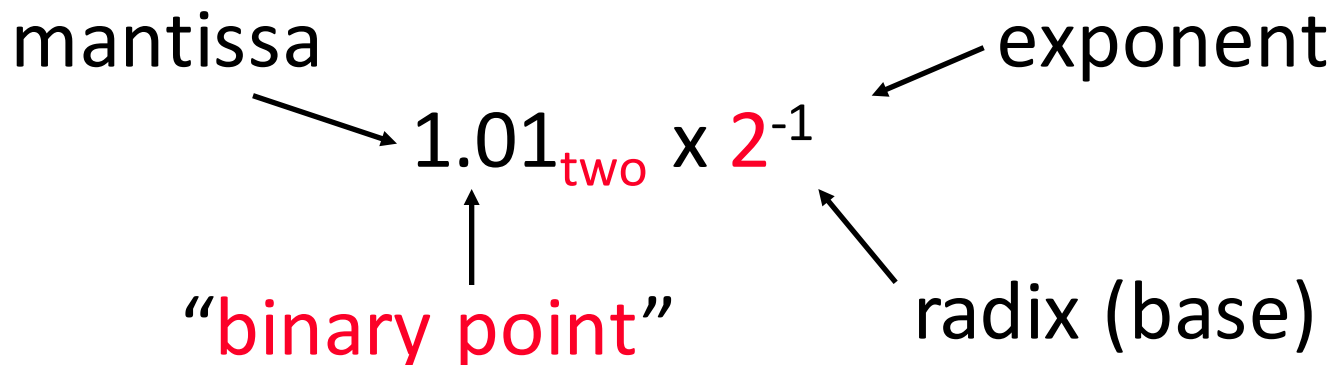 mantissa
exponent
1.01two x 2-1
“binary point”
radix (base)